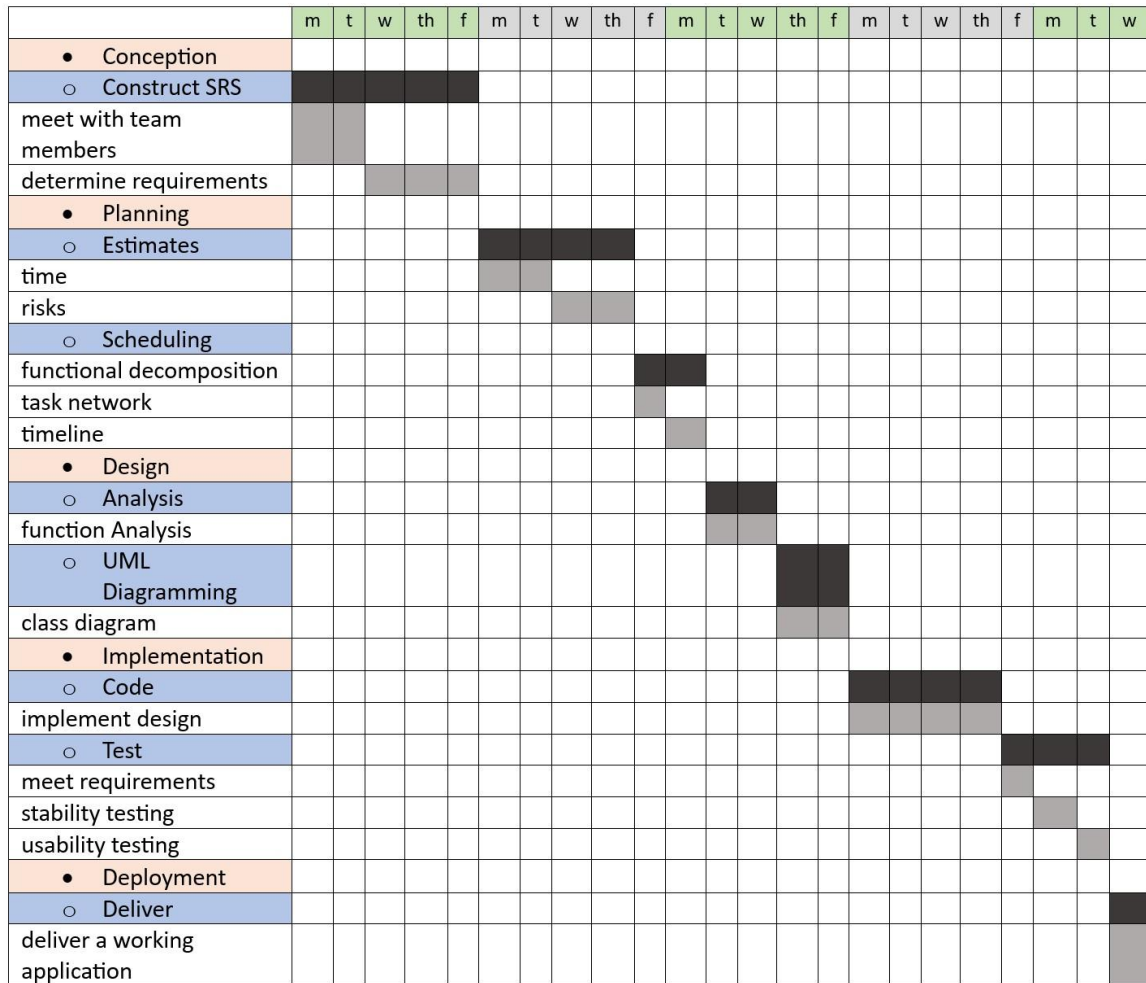 m t w th f m t w th f m t w th f m t w th f m t w
• Conception
○ Construct SRS
meet with team
members
determine requirements
• Planning
○ Estimates
time
risks
○ Scheduling
functional decomposition
task network
timeline
• Design
○ Analysis
function Analysis
○ UML
Diagramming
class diagram
• Implementation
○ Code
implement design
○ Test
meet requirements
stability testing
usability testing
• Deployment
○ Deliver
deliver a working
application